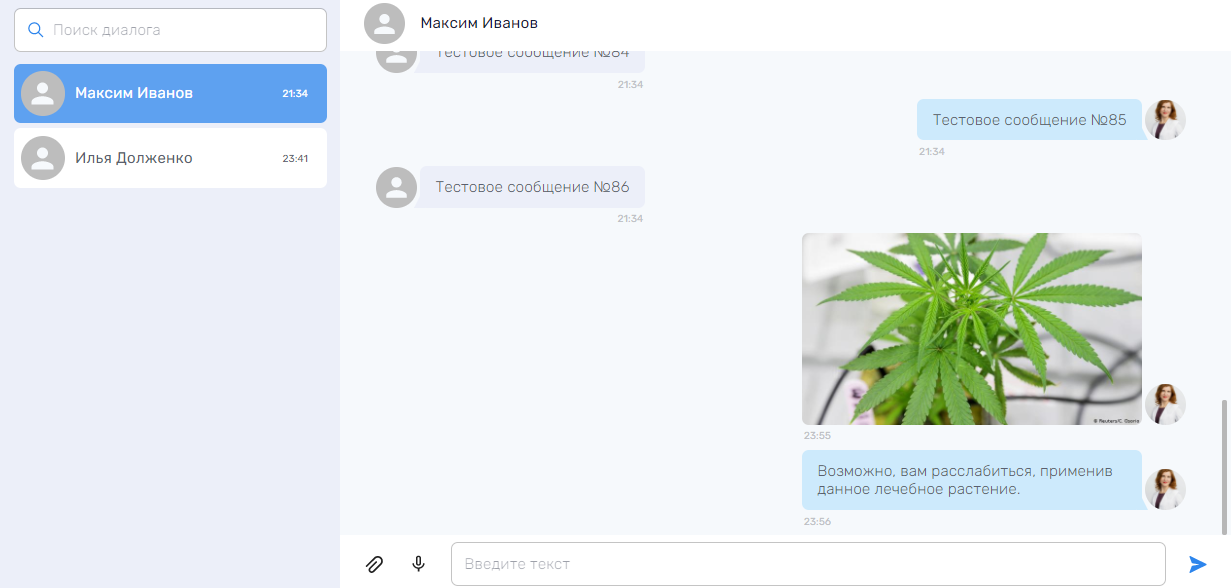 Поиск диалога
Максим Иванов
21:34
Илья Долженко
23:41
Максим Иванов
Тестовое сообщение №84
21:34
Тестовое сообщение №85
21:34
Тестовое сообщение №86
21:34
© Reuters/C. Osorio
23:55
Возможно, вам расслабиться, применив
данное лечебное растение.
23:56
Введите текст